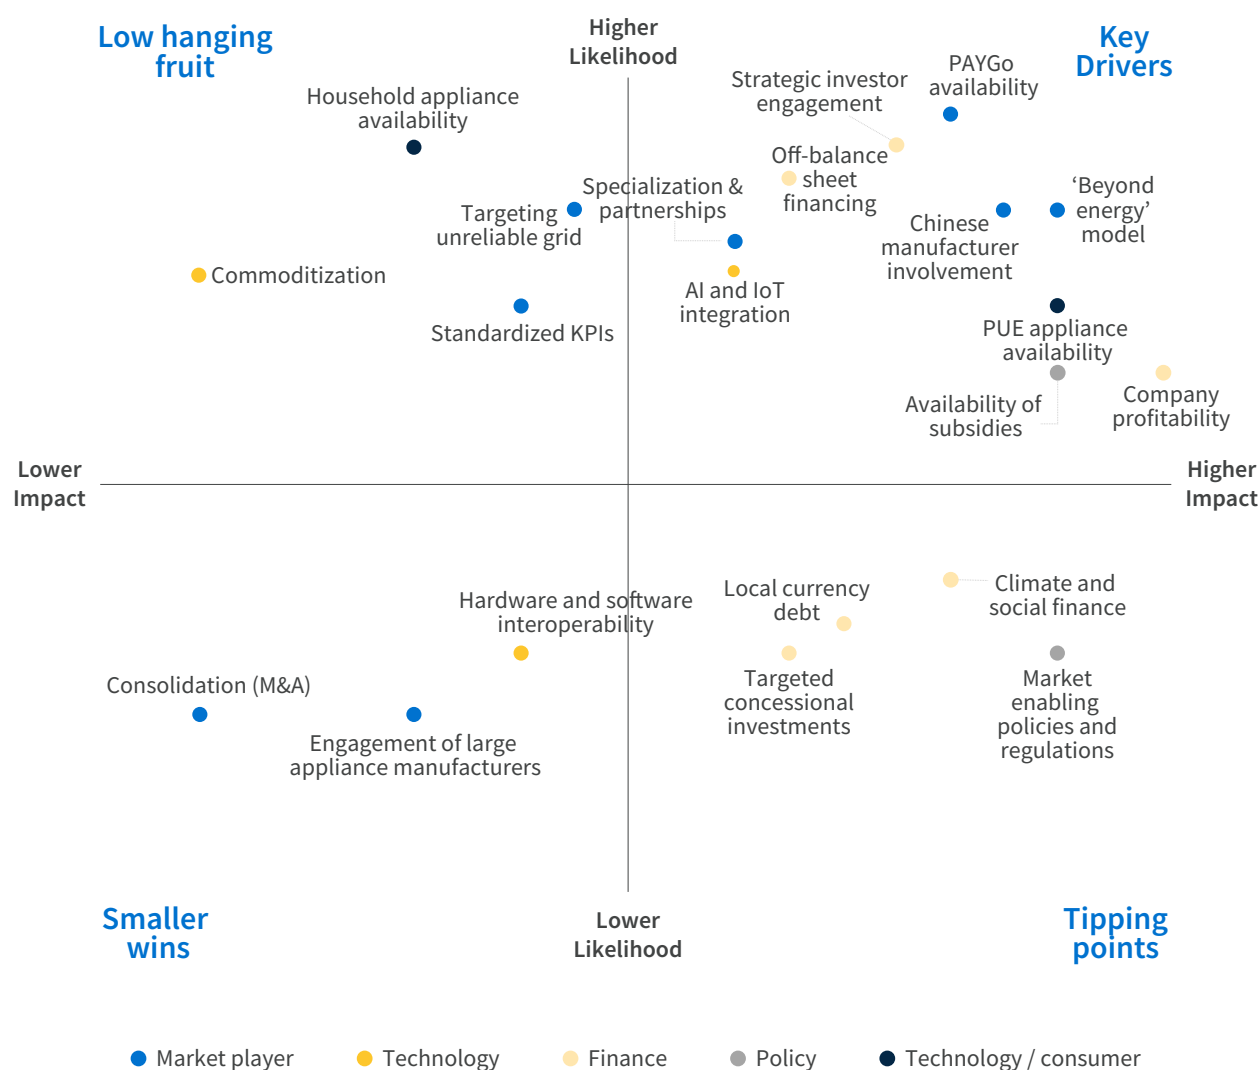 Low hanging
fruit
Higher
Likelihood
Key
Drivers
Household appliance
availability
Strategic investor
engagement
PAYGo
availability
Off-balance
sheet
financing
Specialization &
partnerships
Targeting
unreliable grid
‘Beyond
energy’
model
Chinese
manufacturer
involvement
Commoditization
AI and IoT
integration
Standardized KPIs
PUE appliance
availability
Availability of
subsidies
Company
profitability
Lower
Impact
Higher
Impact
Hardware and software
interoperability
Local currency
debt
Climate and
social finance
Consolidation (M&A)
Engagement of large
appliance manufacturers
Targeted
concessional
investments
Market
enabling
policies and
regulations
Smaller
wins
Lower
Likelihood
Tipping
points
Market player
Technology
Finance
Policy
Technology / consumer